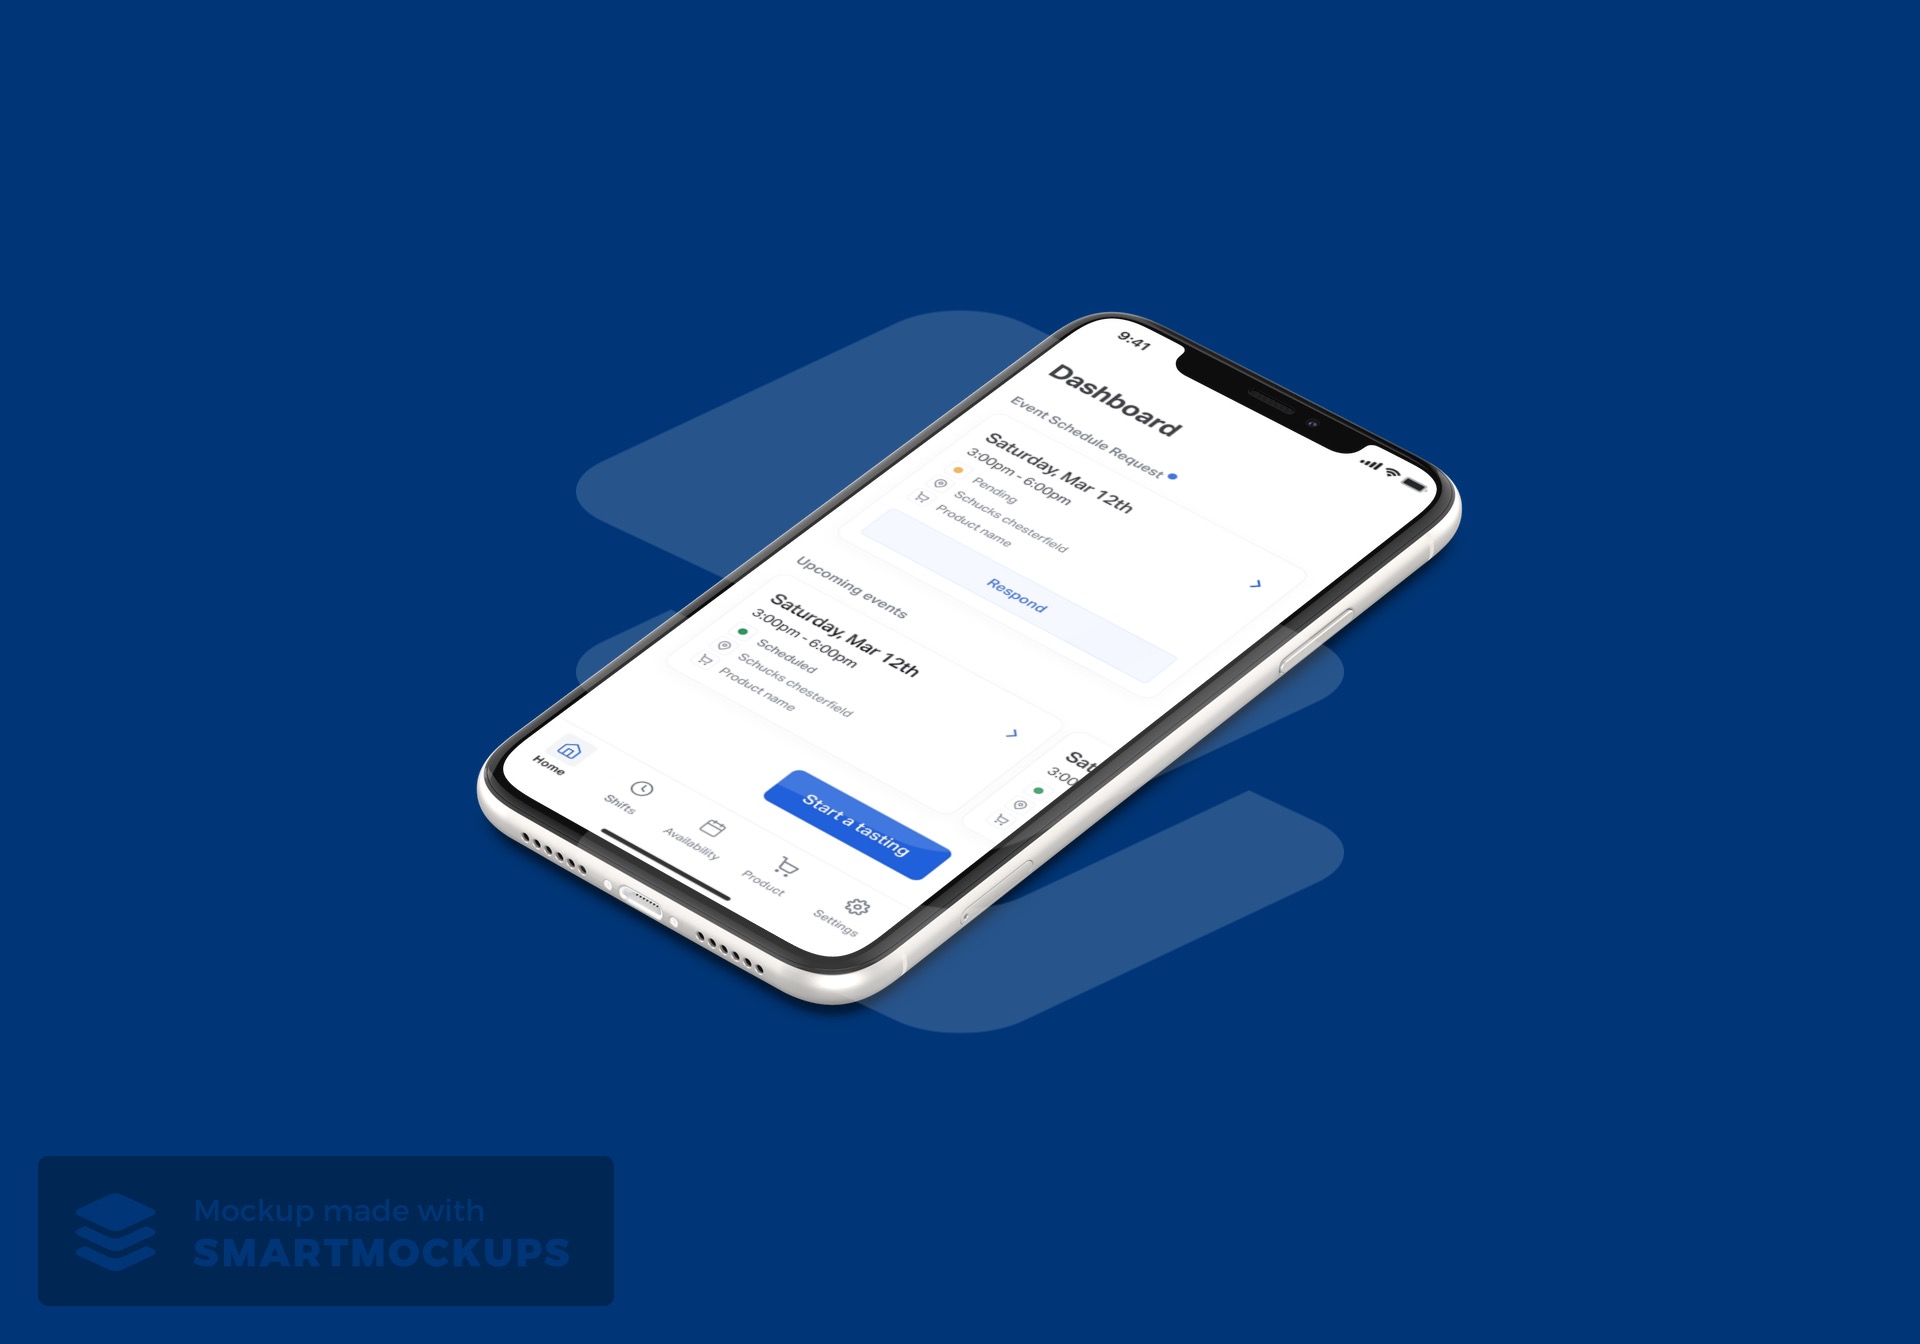 9:41
Dashboard
Event Schedule Request
Saturday, Mar 12th
3:00pm - 6:00pm
Pending
Schucks chesterfield
Product name
Respond
Upcoming events
Saturday, Mar 12th
3:00pm - 6:00pm
Scheduled
Schucks chesterfield
Product name
Sat
3:00
Start a tasting
Home
Shifts
Availability
Product
Settings
Mockup made with
SMARTMOCKUPS